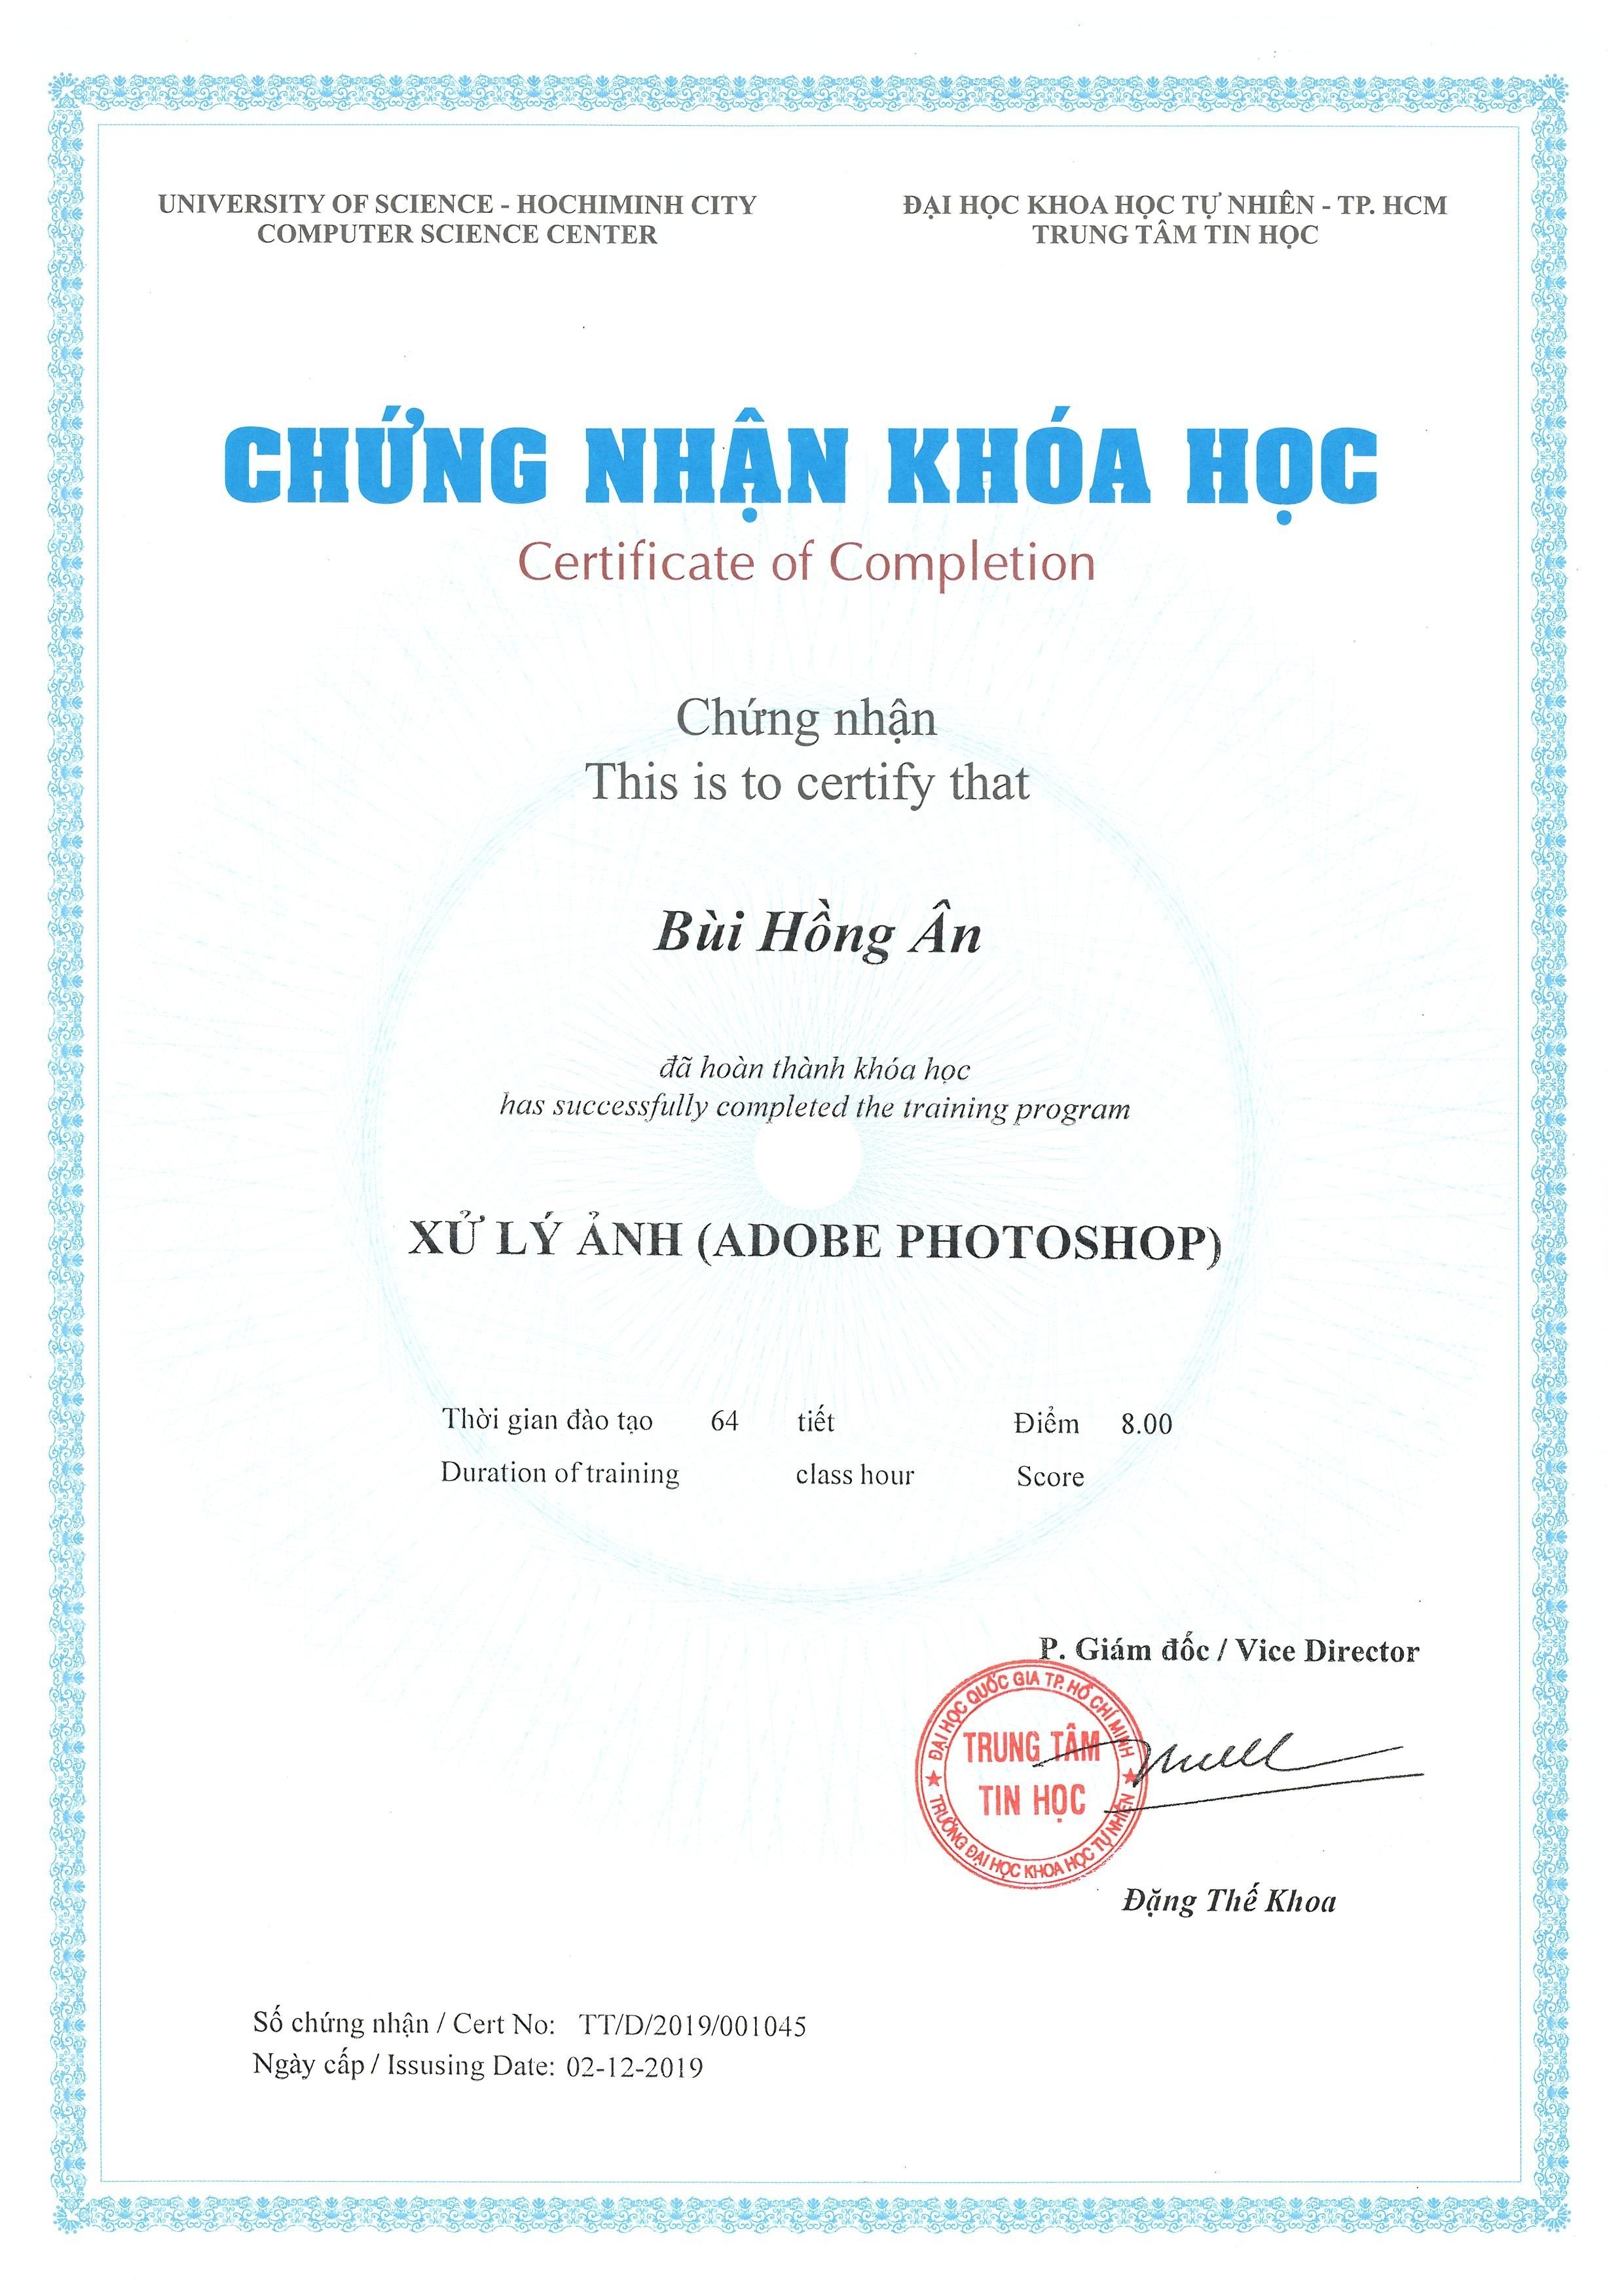 UNIVERSITY OF SCIENCE - HOCHIMINH CITY
COMPUTER SCIENCE CENTER
ĐẠI HỌC KHOA HỌC TỰ NHIÊN - TP. HCM
TRUNG TÂM TIN HỌC
CHỨNG NHẬN KHÓA HỌC
Certificate of Completion
Chứng nhận
This is to certify that
Bùi Hồng Ân
đã hoàn thành khóa học
has successfully completed the training program
XỬ LÝ ẢNH (ADOBE PHOTOSHOP)
Thời gian đào tạo 64 tiết Điểm 8.00
Duration of training class hour Score
P. Giám đốc / Vice Director
ĐẠI HỌC QUỐC GIA TP. HỒ CHÍ MINH
TRUNG TÂM
TIN HỌC
TRƯỜNG ĐẠI HỌC KHOA HỌC TỰ NHIÊN
Đặng Thế Khoa
Số chứng nhận / Cert No: TT/D/2019/001045
Ngày cấp / Issusing Date: 02-12-2019